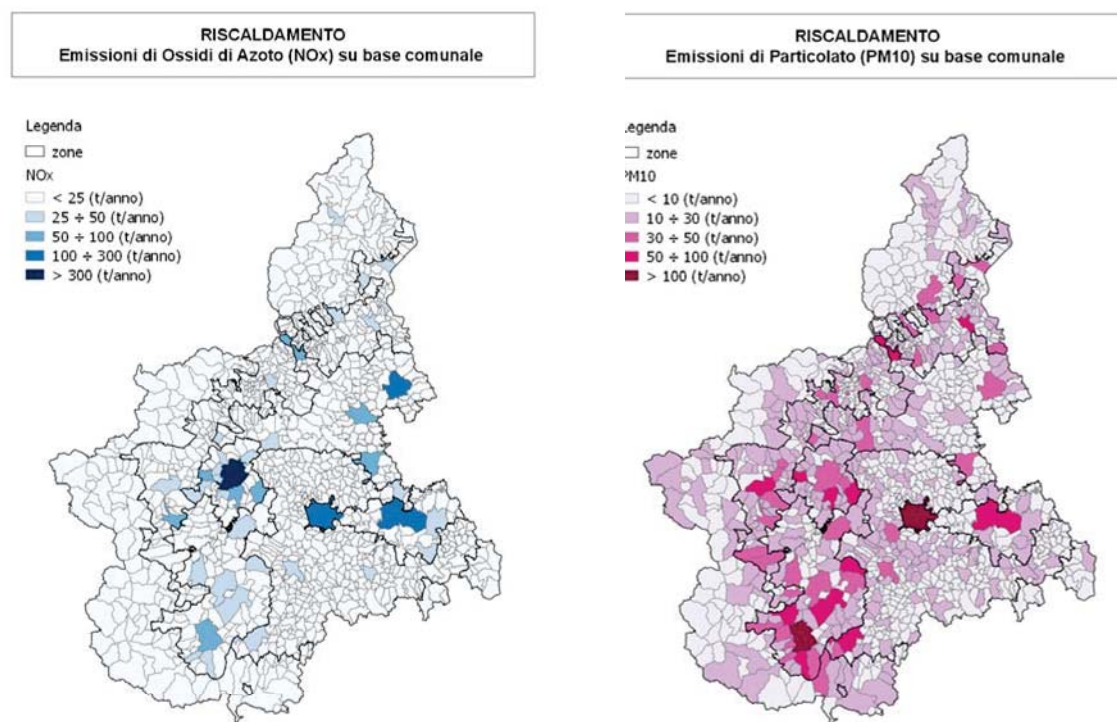 RISCALDAMENTO
Emissioni di Ossidi di Azoto (NOx) su base comunale
Legenda
zone
NOx
< 25 (t/anno)
25 ÷ 50 (t/anno)
50 ÷ 100 (t/anno)
100 ÷ 300 (t/anno)
> 300 (t/anno)
RISCALDAMENTO
Emissioni di Particolato (PM10) su base comunale
Legenda
zone
PM10
< 10 (t/anno)
10 ÷ 30 (t/anno)
30 ÷ 50 (t/anno)
50 ÷ 100 (t/anno)
> 100 (t/anno)